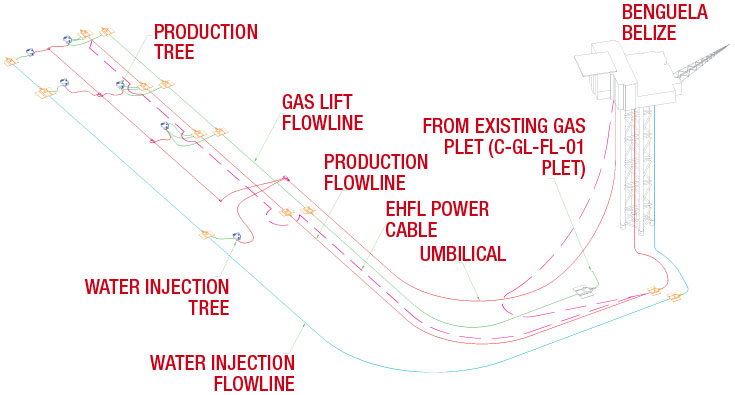 BENGUELA
BELIZE
PRODUCTION
TREE
GAS LIFT
FLOWLINE
FROM EXISTING GAS
PLET (C-GL-FL-01
PLET)
PRODUCTION
FLOWLINE
EHFL POWER
CABLE
UMBILICAL
WATER INJECTION
TREE
WATER INJECTION
FLOWLINE